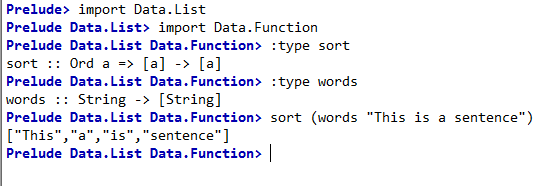 Prelude> import Data.List
Prelude Data.List> import Data.Function
Prelude Data.List Data.Function> :type sort
sort :: Ord a => [a] -> [a]
Prelude Data.List Data.Function> :type words
words :: String -> [String]
Prelude Data.List Data.Function> sort (words "This is a sentence")
["This","a","is","sentence"]
Prelude Data.List Data.Function>